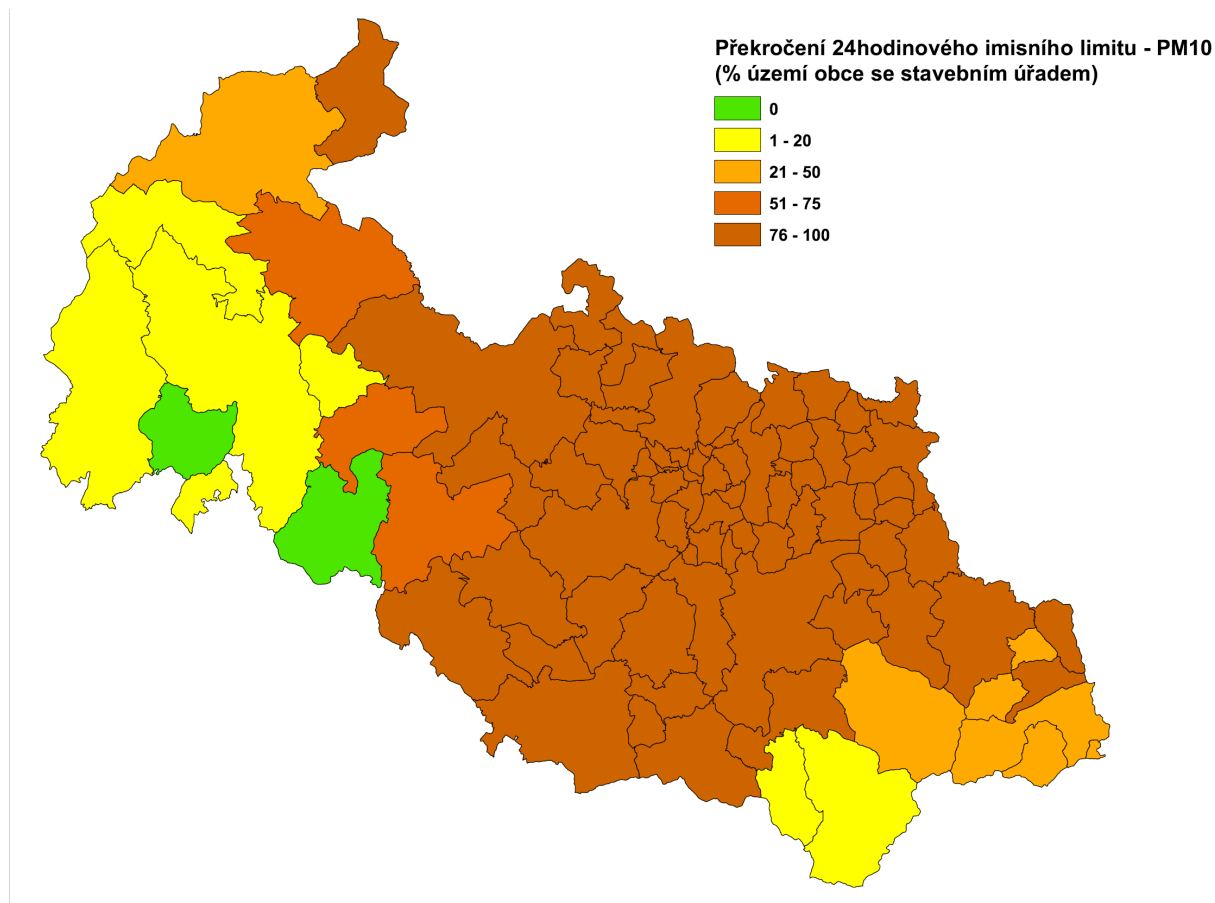 Překročení 24hodinového imisního limitu - PM10
(% území obce se stavebním úřadem)
0
1 - 20
21 - 50
51 - 75
76 - 100